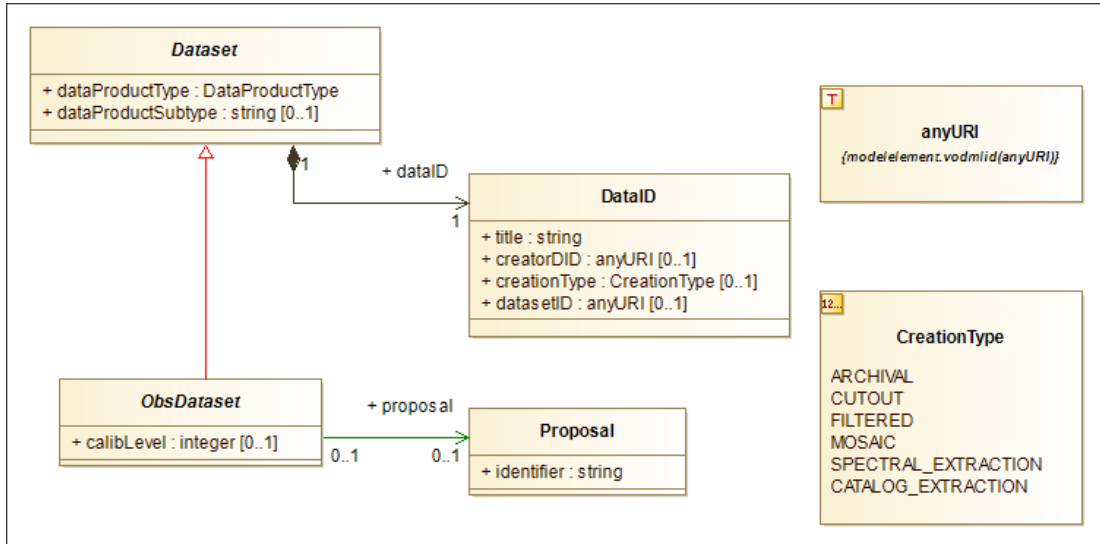 Dataset
+ dataProductType : DataProductType
+ dataProductSubtype : string [0..1]
1
+ dataID
1
DataID
+ title : string
+ creatorDID : anyURI [0..1]
+ creationType : CreationType [0..1]
+ datasetID : anyURI [0..1]
T
anyURI
{modelelement.vodmlid(anyURI)}
ObsDataset
+ calibLevel : integer [0..1]
+ proposal
0..1
0..1
Proposal
+ identifier : string
12...
CreationType
ARCHIVAL
CUTOUT
FILTERED
MOSAIC
SPECTRAL_EXTRACTION
CATALOG_EXTRACTION